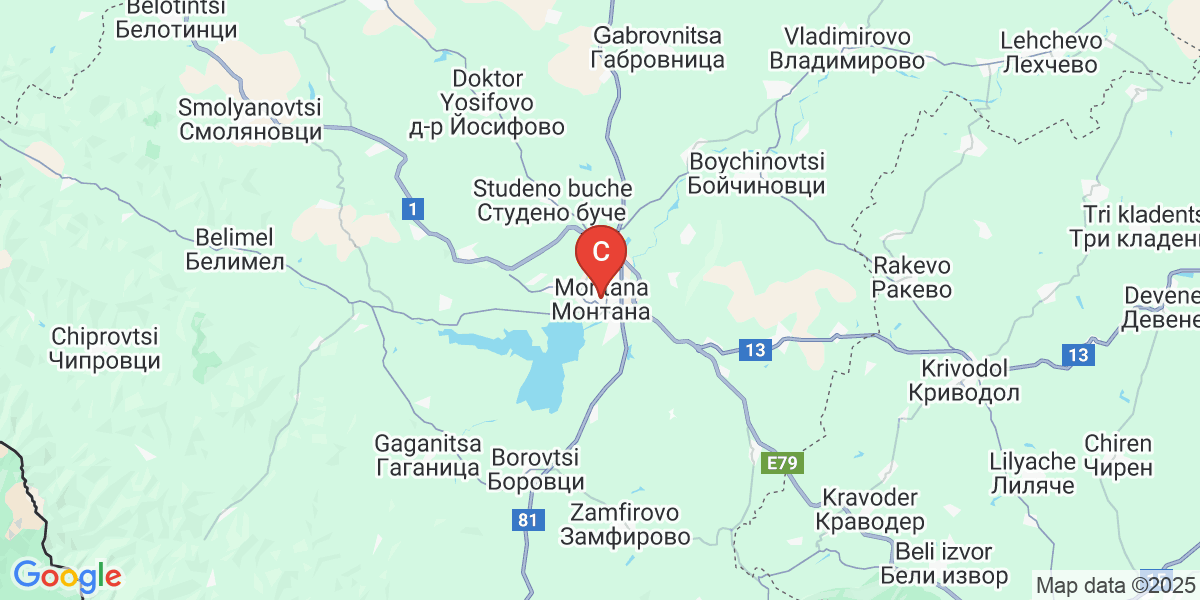 Belotintsi
Белотинци
Gabrovnitsa
Габровница
Vladimirovo
Владимирово
Lehchevo
Лехчево
Doktor
Yosifovo
д-р Йосифово
Smolyanovtsi
Смоляновци
Boychinovtsi
Бойчиновци
Studeno buche
Студено буче
1
Tri kladents
Три кладен
Belimel
Белимел
C
Rakevo
Ракево
Montana
Монтана
Devene
Девене
Chiprovtsi
Чипровци
13
13
Krivodol
Криводол
Gaganitsa
Гаганица
Borovtsi
Боровци
E79
Chiren
Чирен
Lilyache
Лиляче
Kravoder
Краводер
81
Zamfirovo
Замфирово
Beli izvor
Бели извор
Google
Map data ©2025